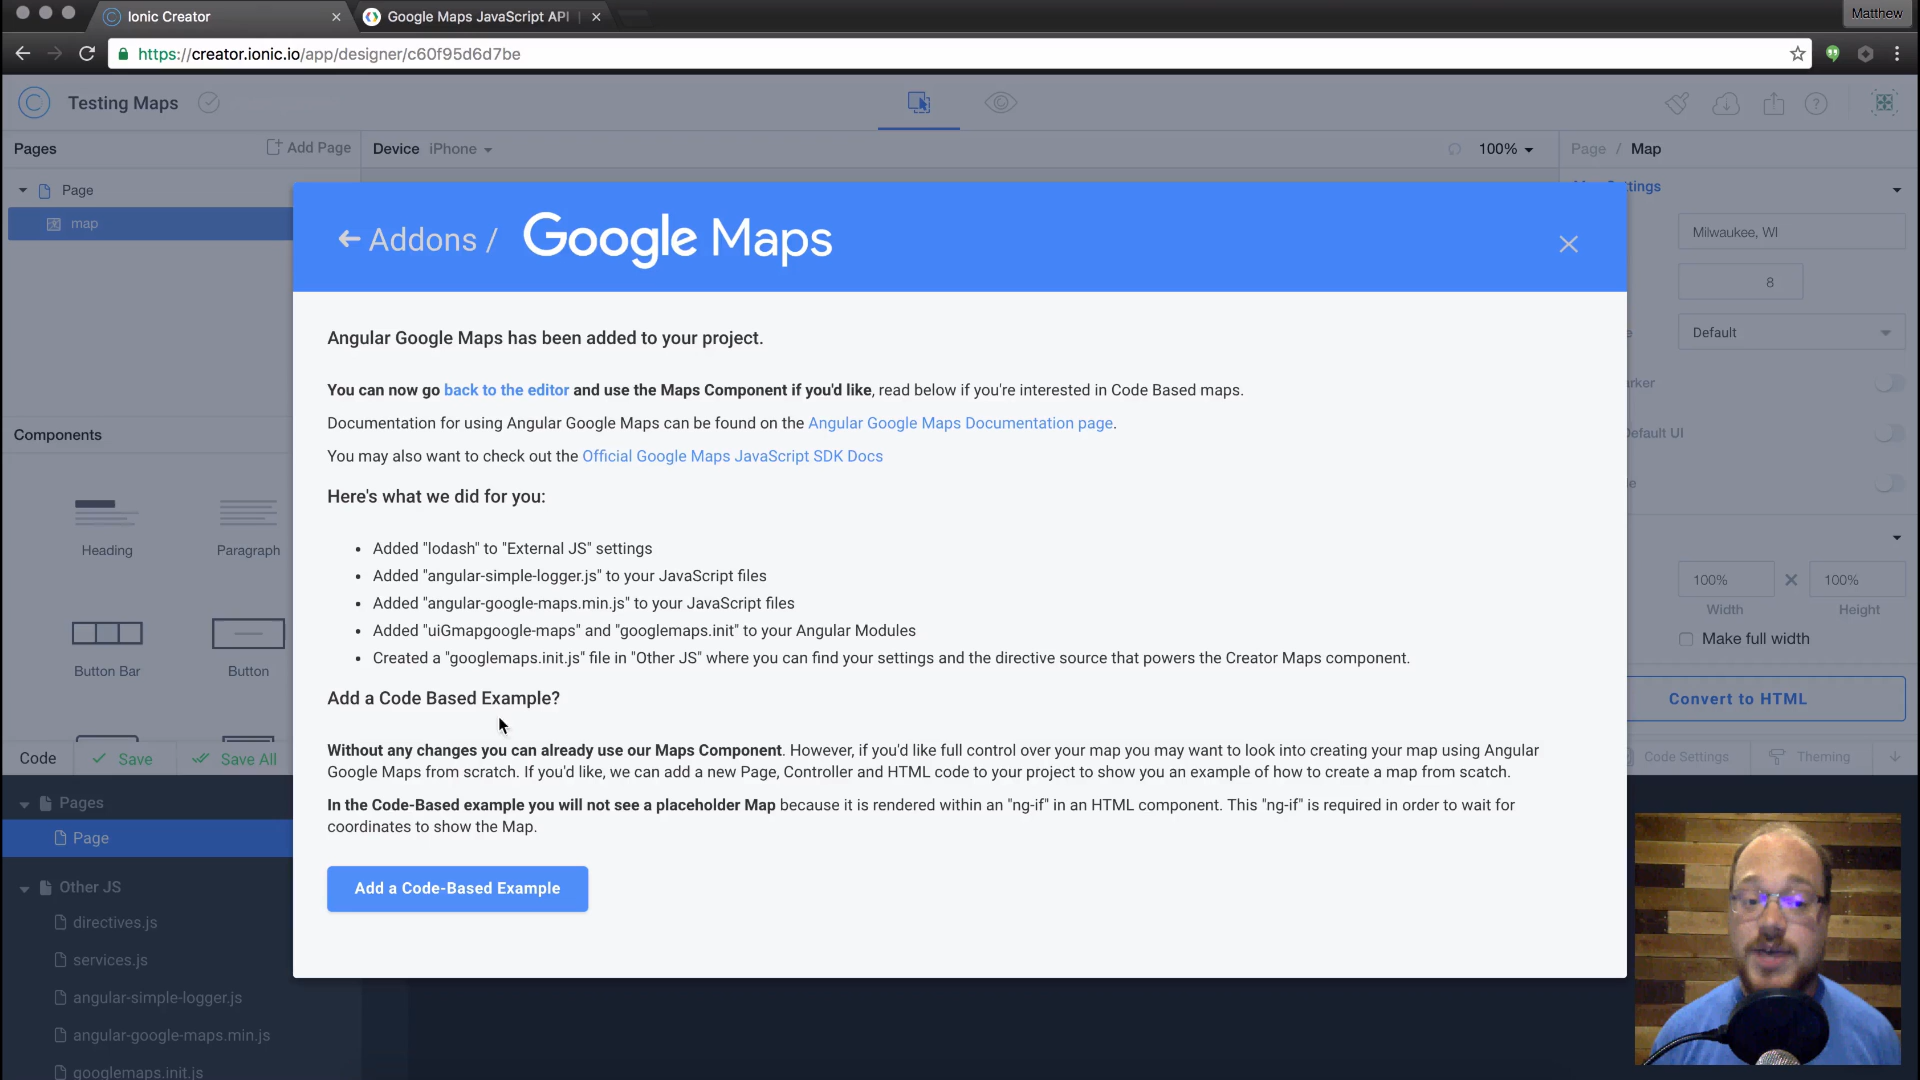 Ionic Creator
Google Maps JavaScript API
Matthew
https://creator.ionic.io/app/designer/c60f95d6d7be
Testing Maps
Pages
Add Page
Device iPhone
100%
Page / Map
Page
map
Settings
Milwaukee, WI
8
Default
Default UI
← Addons / Google Maps
Angular Google Maps has been added to your project.
You can now go back to the editor and use the Maps Component if you'd like, read below if you're interested in Code Based maps.
Documentation for using Angular Google Maps can be found on the Angular Google Maps Documentation page.
You may also want to check out the Official Google Maps JavaScript SDK Docs
Here's what we did for you:
• Added "lodash" to "External JS" settings
• Added "angular-simple-logger.js" to your JavaScript files
• Added "angular-google-maps.min.js" to your JavaScript files
• Added "uiGmapgoogle-maps" and "googlemaps.init" to your Angular Modules
• Created a "googlemaps.init.js" file in "Other JS" where you can find your settings and the directive source that powers the Creator Maps component.
Add a Code Based Example?
Without any changes you can already use our Maps Component. However, if you'd like full control over your map you may want to look into creating your map using Angular
Google Maps from scratch. If you'd like, we can add a new Page, Controller and HTML code to your project to show you an example of how to create a map from scatch.
In the Code-Based example you will not see a placeholder Map because it is rendered within an "ng-if" in an HTML component. This "ng-if" is required in order to wait for
coordinates to show the Map.
Add a Code-Based Example
Components
Heading
Paragraph
Button Bar
Button
100%
100%
Width
Height
Make full width
Convert to HTML
Code
Save
Save All
Code Settings
Theming
Pages
Page
Other JS
directives.js
services.js
angular-simple-logger.js
angular-google-maps.min.js
googlemaps.init.js